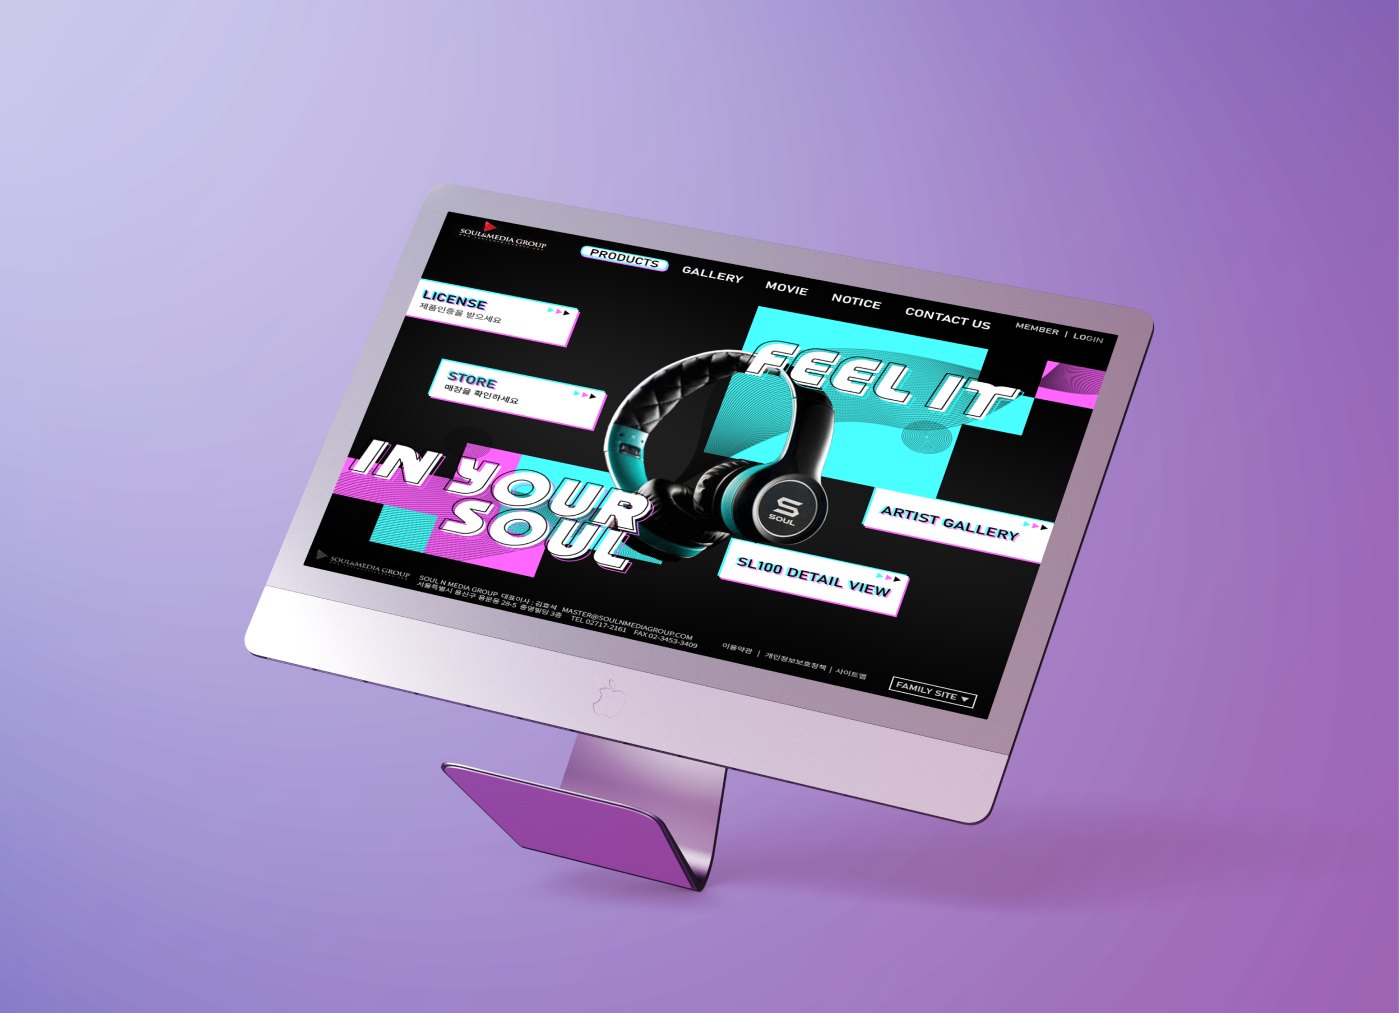 SOUL&MEDIA GROUP
PRODUCTS
GALLERY
MOVIE
NOTICE
CONTACT US
MEMBER | LOGIN
LICENSE
제품인증을 받으세요
STORE
매장을 확인하세요
FEEL IT
IN YOUR
SOUL
S
SOUL
ARTIST GALLERY
SL100 DETAIL VIEW
SOUL&MEDIA GROUP
SOUL N MEDIA GROUP 대표이사 : 김효석 MASTER@SOULNMEDIAGROUP.COM
서울특별시 용산구 용문동 28-5 종명빌딩 3층 TEL 02717-2161 FAX 02-3453-3409
이용약관 | 개인정보보호정책 | 사이트맵
FAMILY SITE